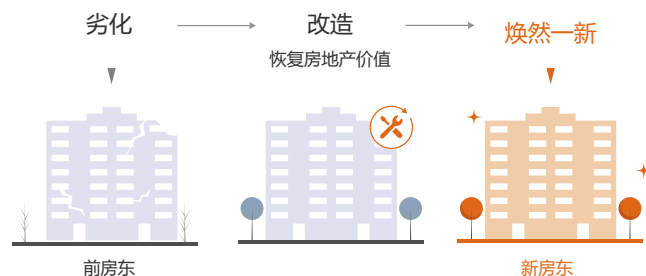 劣化
改造
焕然一新
恢复房地产价值
前房东
新房东